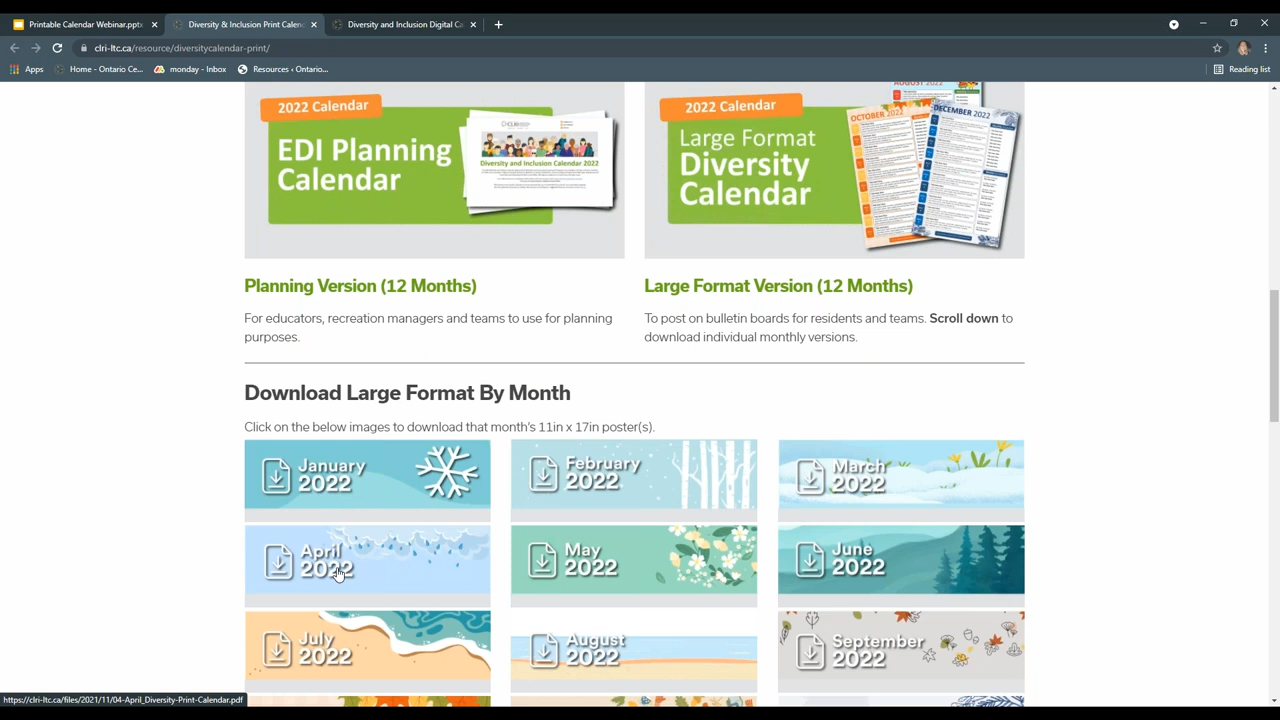 Printable Calendar Webinar.pptx
Diversity & Inclusion Print Calen
Diversity and Inclusion Digital Ca
clri-ltc.ca/resource/diversitycalendar-print/
Apps
Home - Ontario Ce...
monday - Inbox
Resources ‹ Ontario...
Reading list
2022 Calendar
EDI Planning
Calendar
Diversity and Inclusion Calendar 2022
2022 Calendar
Large Format
Diversity
Calendar
AUGUST 2022
OCTOBER 2022
DECEMBER 2022
Planning Version (12 Months)
For educators, recreation managers and teams to use for planning
purposes.
Large Format Version (12 Months)
To post on bulletin boards for residents and teams. Scroll down to
download individual monthly versions.
Download Large Format By Month
Click on the below images to download that month's 11in x 17in poster(s).
January
2022
February
2022
March
2022
April
2022
May
2022
June
2022
July
2022
August
2022
September
2022
https://clri-ltc.ca/files/2021/11/04-April_Diversity-Print-Calendar.pdf